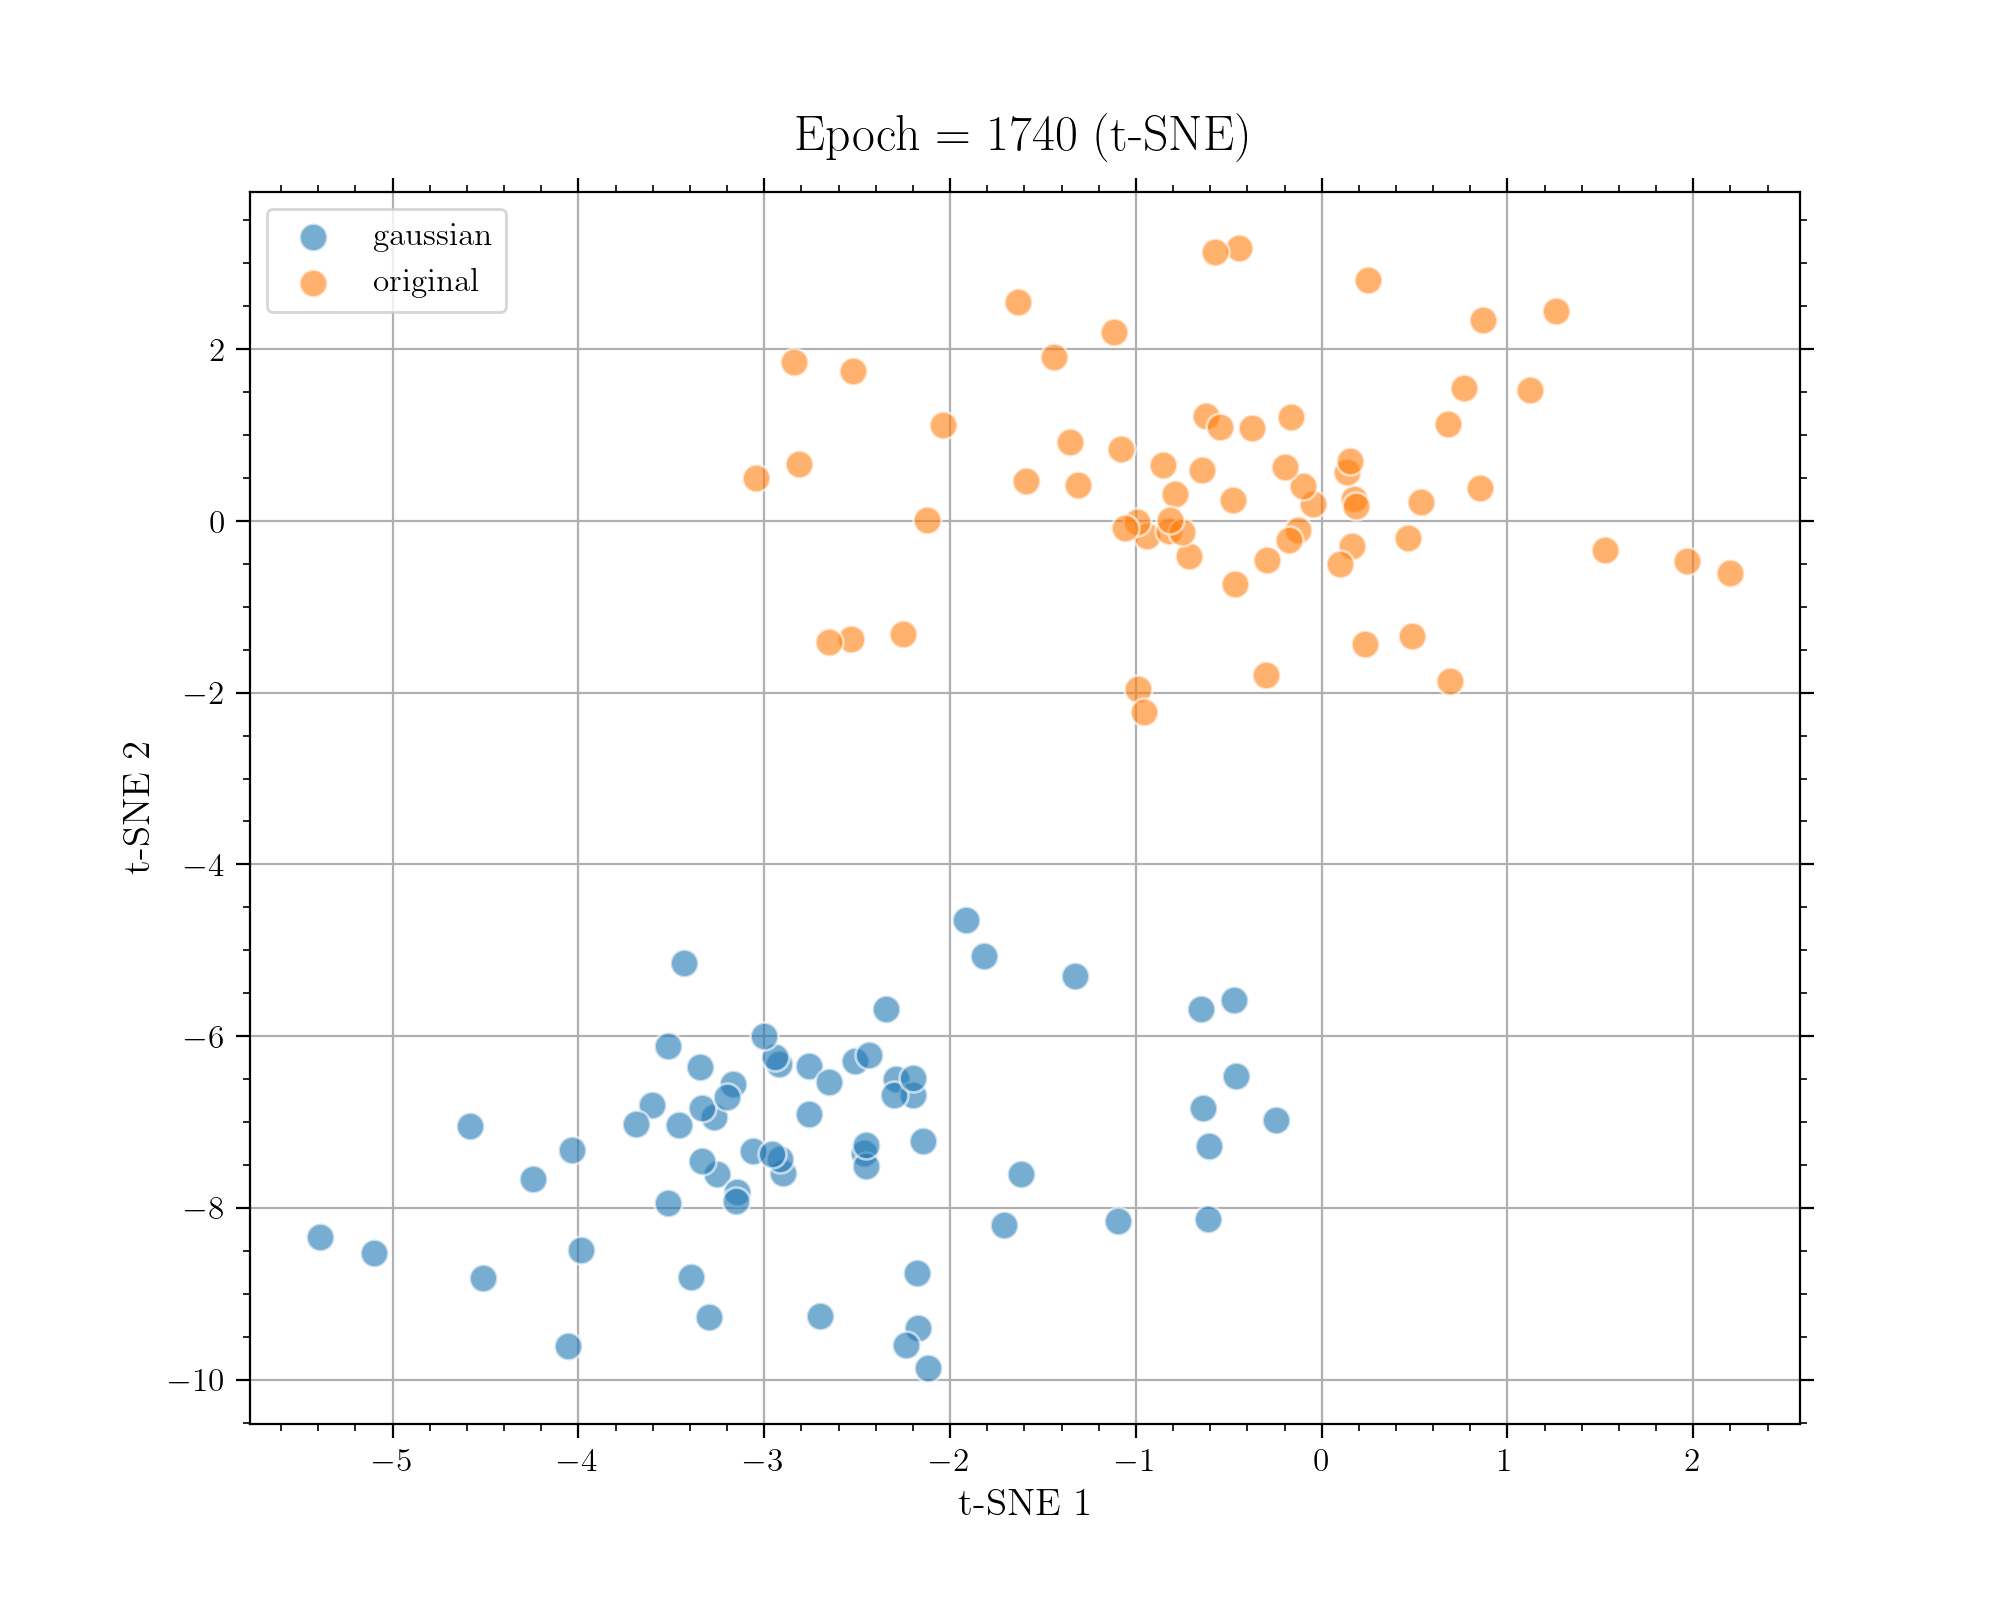 Epoch = 1740 (t-SNE)
gaussian
original
2
0
−2
−4
−6
−8
−10
t-SNE 2
−5 −4 −3 −2 −1 0 1 2
t-SNE 1